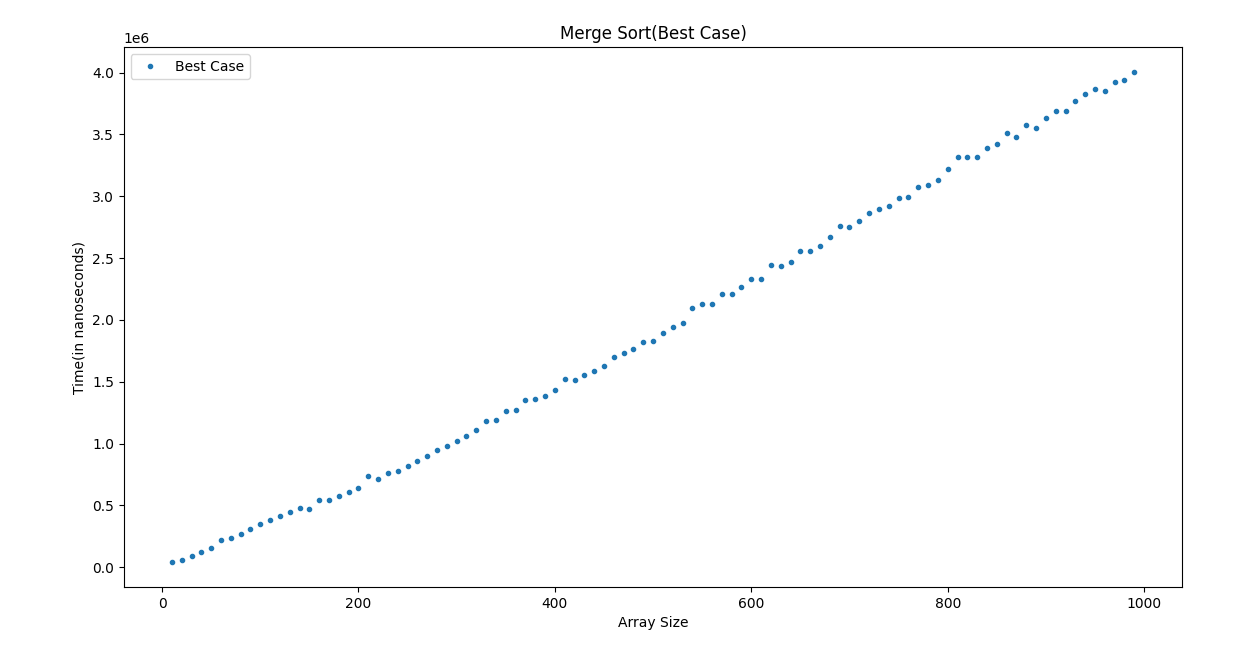 Merge Sort(Best Case)
1e6
Best Case
4.0
3.5
3.0
2.5
2.0
1.5
1.0
0.5
0.0
Time(in nanoseconds)
0 200 400 600 800 1000
Array Size